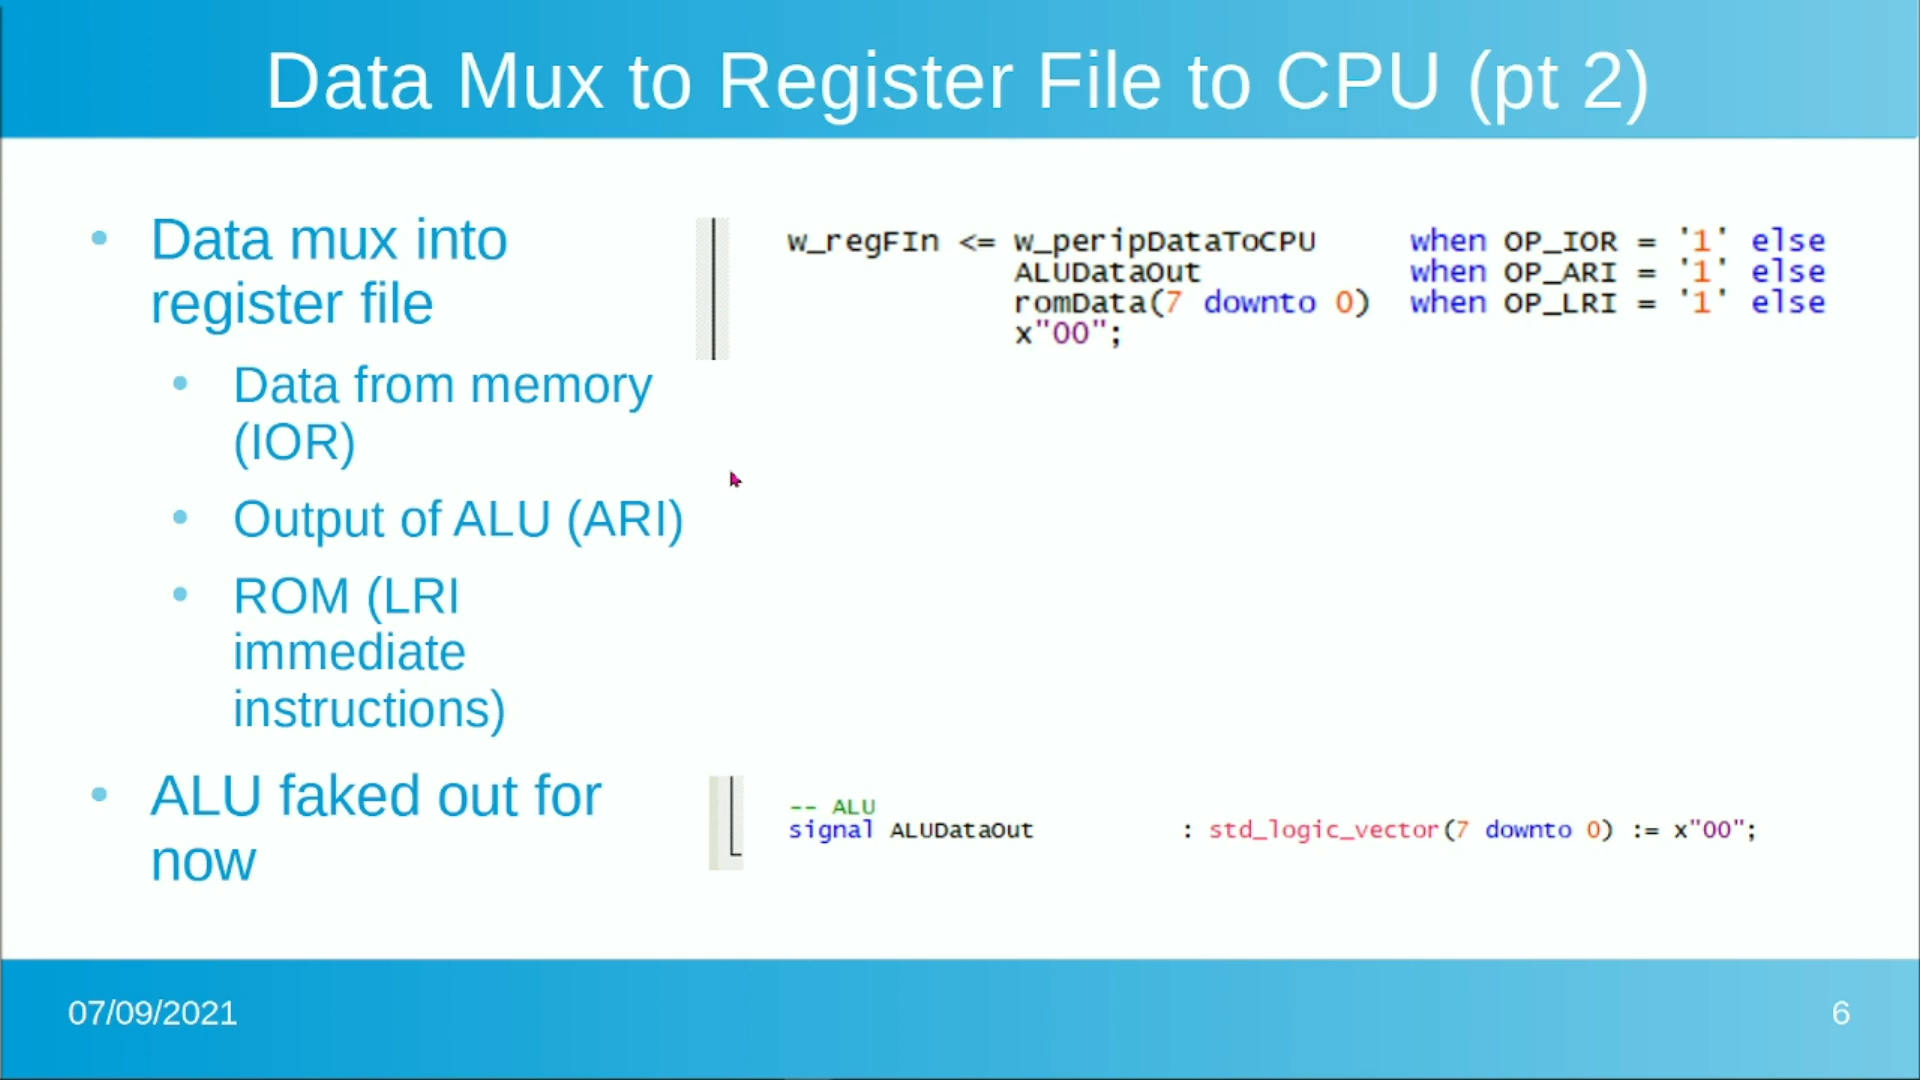 Data Mux to Register File to CPU (pt 2)
• Data mux into
register file
• Data from memory
(IOR)
• Output of ALU (ARI)
• ROM (LRI
immediate
instructions)
• ALU faked out for
now
w_regFIn <= w_peripDataToCPU when OP_IOR = '1' else
ALUDataOut when OP_ARI = '1' else
romData(7 downto 0) when OP_LRI = '1' else
x"00";
-- ALU
signal ALUDataOut : std_logic_vector(7 downto 0) := x"00";
07/09/2021
6